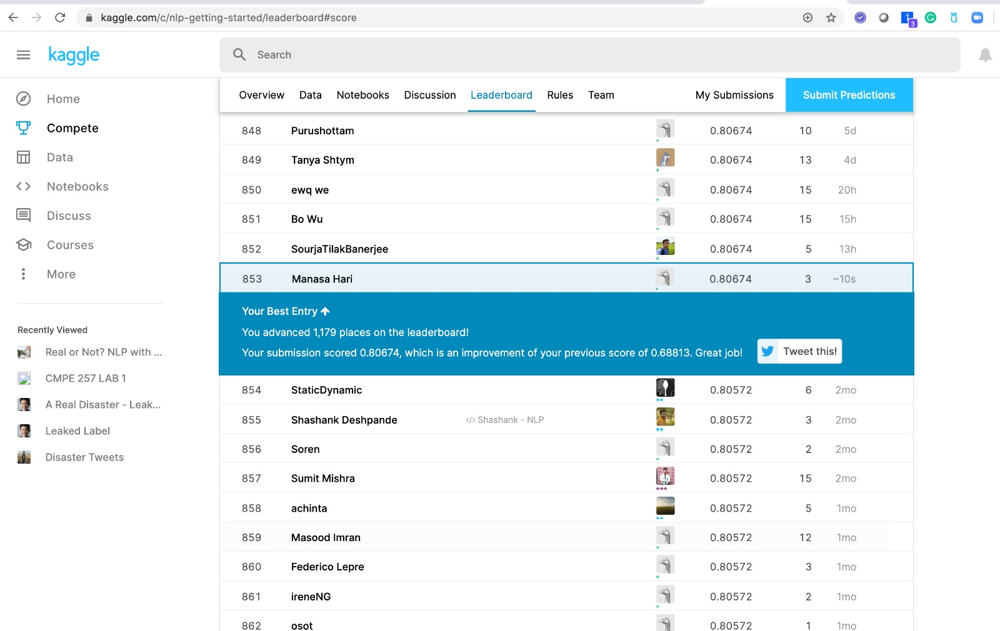 kaggle.com/c/nlp-getting-started/leaderboard#score
3
kaggle
Search
Home
Compete
Data
Notebooks
Discuss
Courses
More
Recently Viewed
Real or Not? NLP with ...
CMPE 257 LAB 1
A Real Disaster - Leak...
Leaked Label
Disaster Tweets
Overview Data Notebooks Discussion Leaderboard Rules Team My Submissions Submit Predictions
848 Purushottam 0.80674 10 5d
849 Tanya Shtym 0.80674 13 4d
850 ewq we 0.80674 15 20h
851 Bo Wu 0.80674 15 15h
852 SourjaTilakBanerjee 0.80674 5 13h
853 Manasa Hari 0.80674 3 ~10s
Your Best Entry ↑
You advanced 1,179 places on the leaderboard!
Your submission scored 0.80674, which is an improvement of your previous score of 0.68813. Great job! Tweet this!
854 StaticDynamic 0.80572 6 2mo
855 Shashank Deshpande </> Shashank - NLP 0.80572 3 2mo
856 Soren 0.80572 2 2mo
857 Sumit Mishra 0.80572 15 2mo
858 achinta 0.80572 5 1mo
859 Masood Imran 0.80572 12 1mo
860 Federico Lepre 0.80572 3 1mo
861 ireneNG 0.80572 2 1mo
862 osot 0.80572 1 1mo